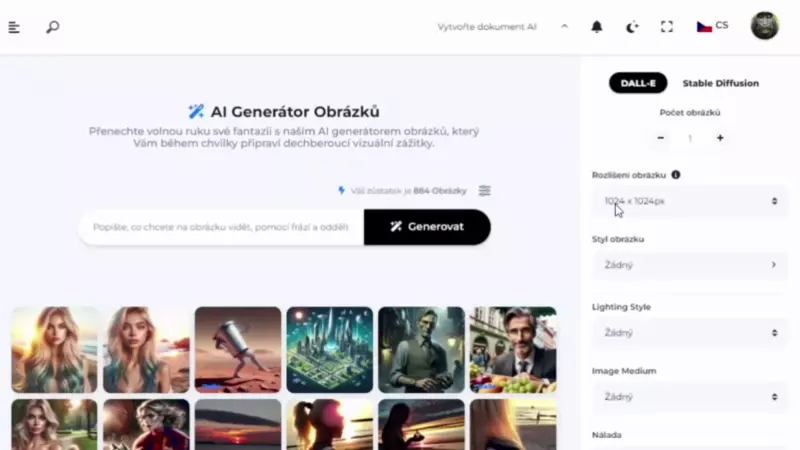 Vytvořte dokument AI
CS
AI Generátor Obrázků
Přenechte volnou ruku své fantazii s naším AI generátorem obrázků, který
Vám během chvilky připraví dechberoucí vizuální zážitky.
Váš zůstatek je 884 Obrázky
Popište, co chcete na obrázku vidět, pomocí frází a odděl
Generovat
DALL-E
Stable Diffusion
Počet obrázků
1
Rozlišení obrázku
1024 x 1024px
Styl obrázku
Žádný
Lighting Style
Žádný
Image Medium
Žádný
Nálada